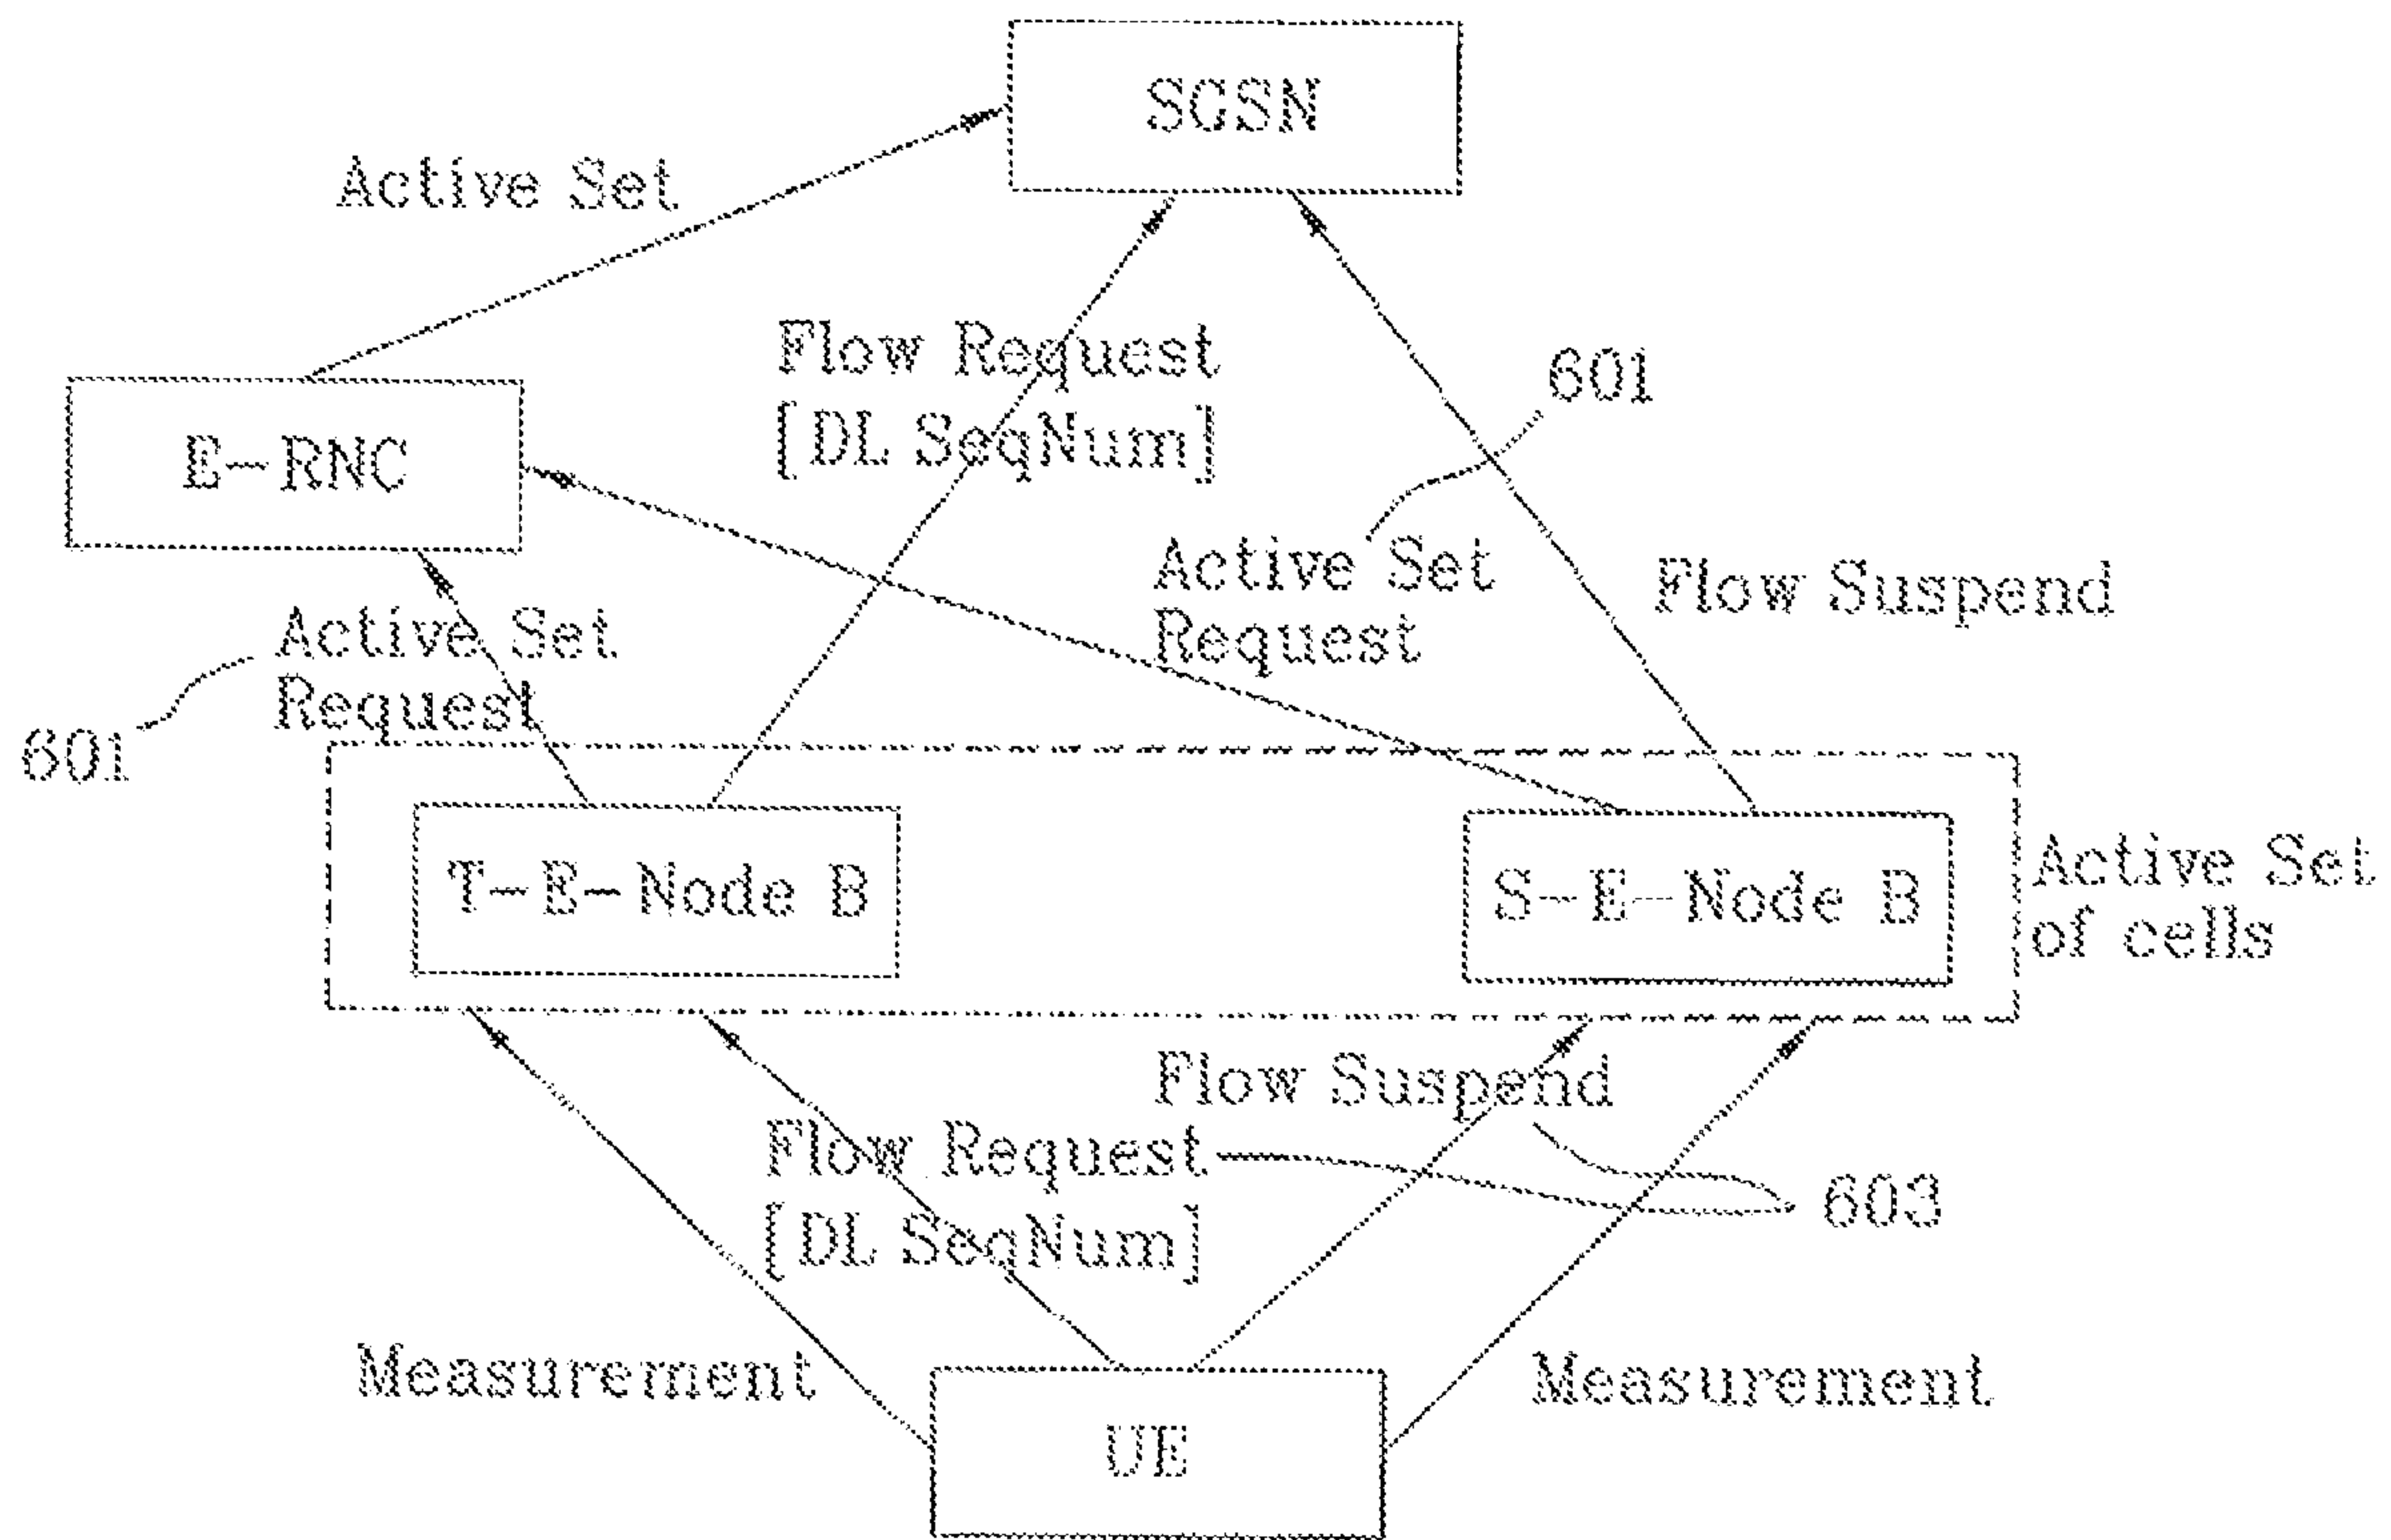 SGSN
Active Set
Flow Request
[DL SeqNum]
601
E-RNC
Active Set
Request
Flow Suspend
Active Set
Request
601
T-E-Node B
S-E-Node B
Active Set
of cells
Flow Suspend
Flow Request
[DL SeqNum]
603
Measurement
Measurement
UE